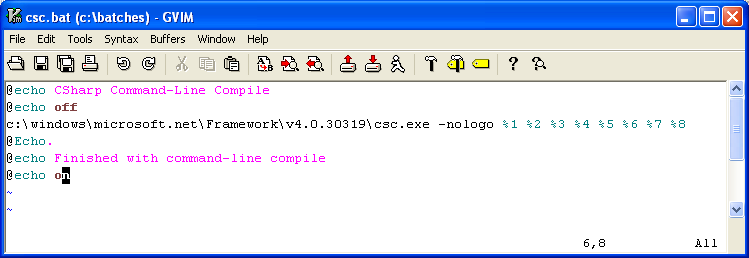 csc.bat (c:\batches) - GVIM
File Edit Tools Syntax Buffers Window Help
@echo CSharp Command-Line Compile
@echo off
c:\windows\microsoft.net\Framework\v4.0.30319\csc.exe -nologo %1 %2 %3 %4 %5 %6 %7 %8
@Echo.
@echo Finished with command-line compile
@echo on
~
~
6,8 All